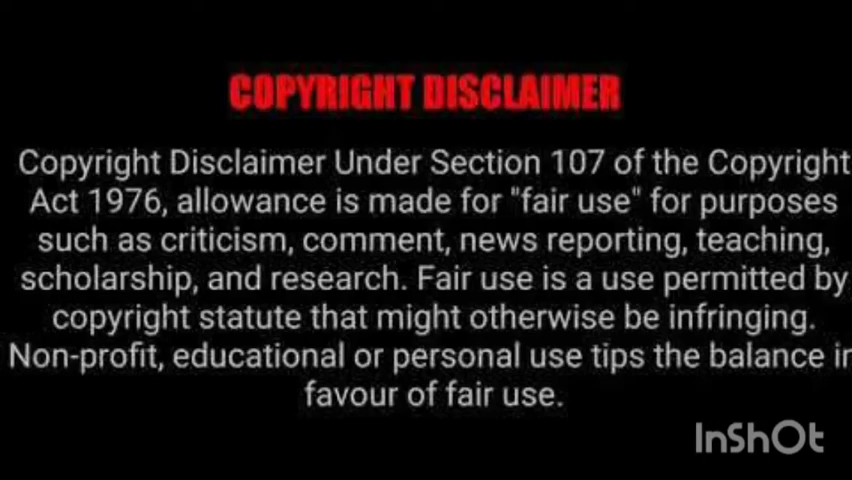 COPYRIGHT DISCLAIMER
Copyright Disclaimer Under Section 107 of the Copyright
Act 1976, allowance is made for "fair use" for purposes
such as criticism, comment, news reporting, teaching,
scholarship, and research. Fair use is a use permitted by
copyright statute that might otherwise be infringing.
Non-profit, educational or personal use tips the balance in
favour of fair use.
InShOt